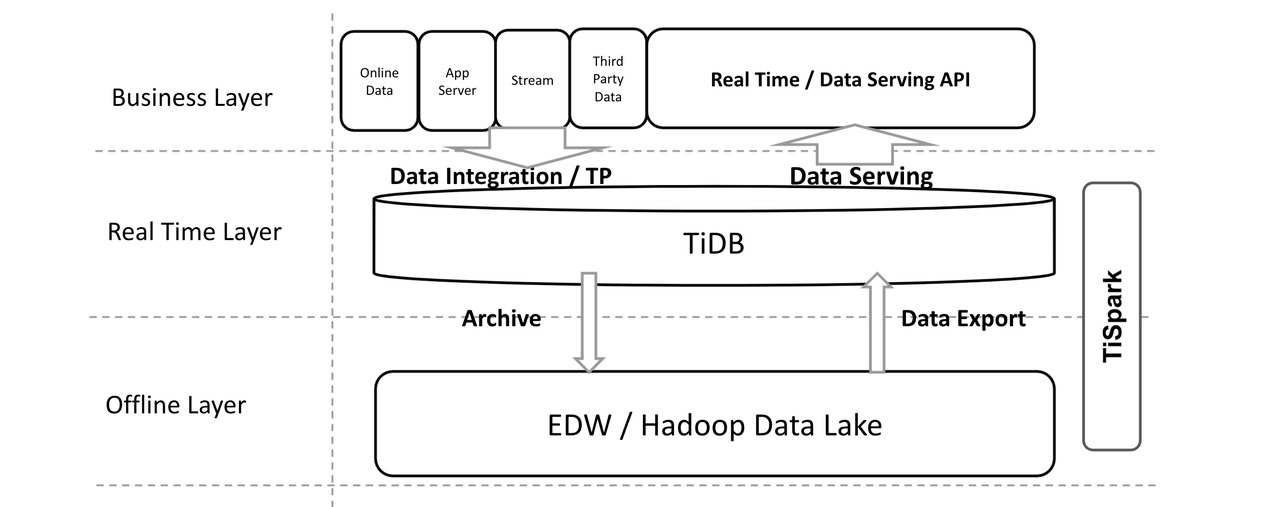 Business Layer
Online
Data
App
Server
Stream
Third
Party
Data
Real Time / Data Serving API
Data Integration / TP
Data Serving
Real Time Layer
TiDB
TiSpark
Archive
Data Export
Offline Layer
EDW / Hadoop Data Lake